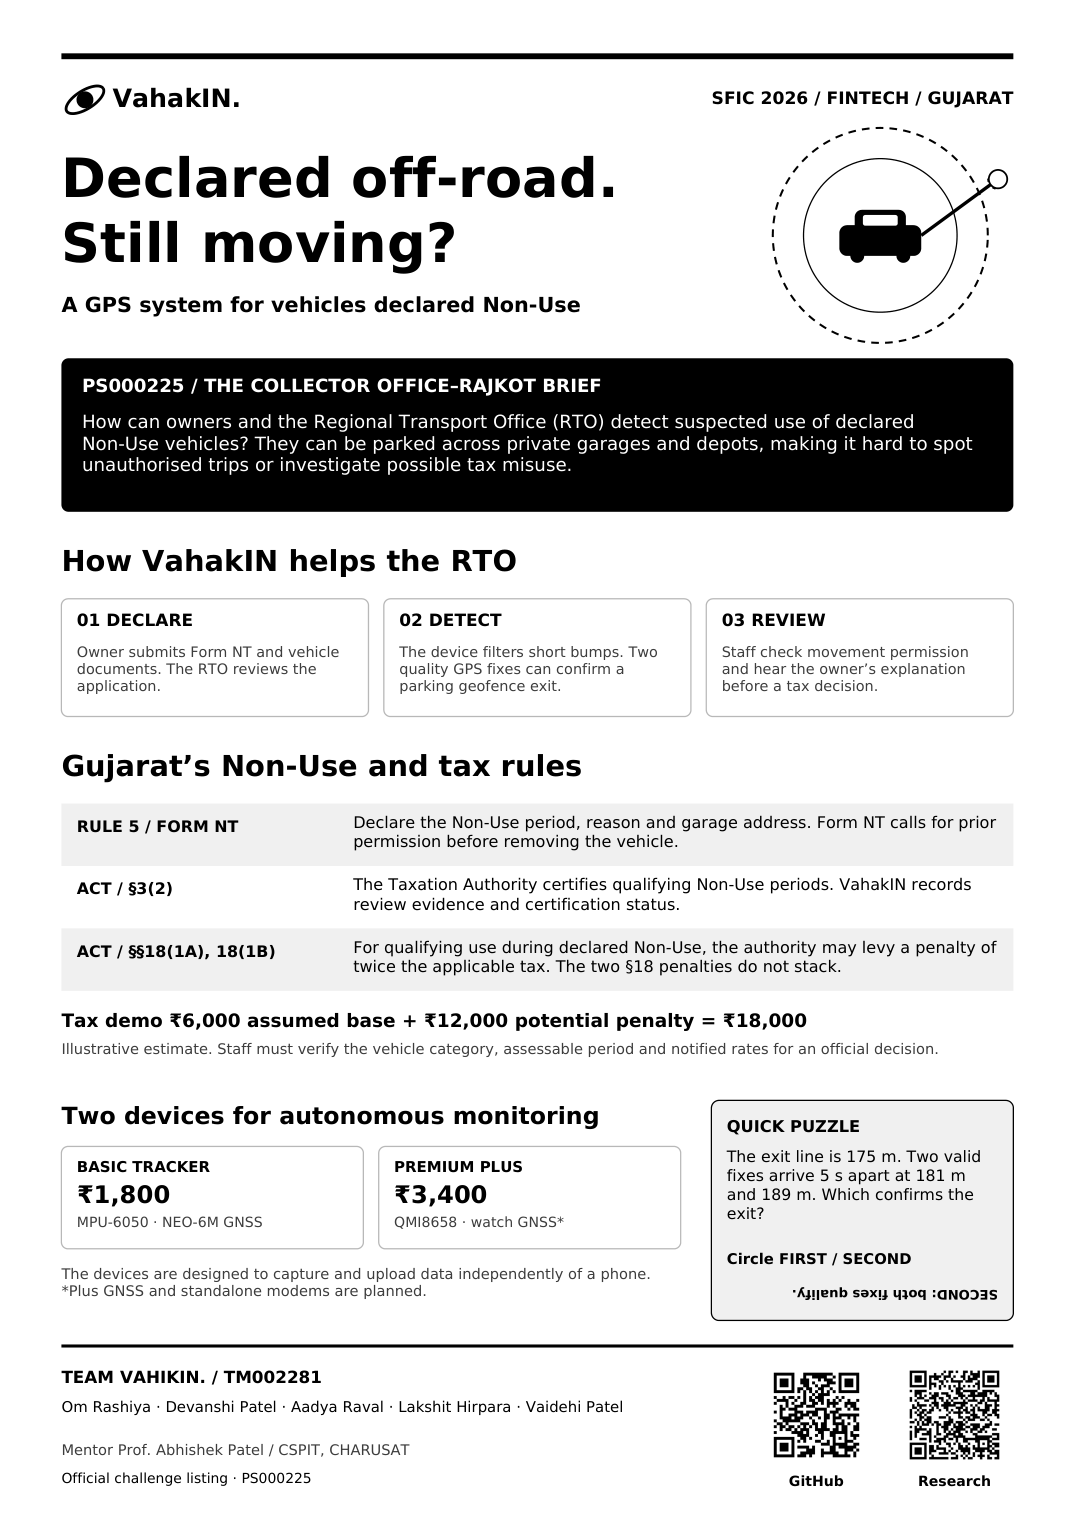 VahakIN.
SFIC 2026 / FINTECH / GUJARAT
Declared off-road.
Still moving?
A GPS system for vehicles declared Non-Use
PS000225 / THE COLLECTOR OFFICE–RAJKOT BRIEF
How can owners and the Regional Transport Office (RTO) detect suspected use of declared
Non-Use vehicles? They can be parked across private garages and depots, making it hard to spot
unauthorised trips or investigate possible tax misuse.
How VahakIN helps the RTO
01 DECLARE
Owner submits Form NT and vehicle
documents. The RTO reviews the
application.
02 DETECT
The device filters short bumps. Two
quality GPS fixes can confirm a
parking geofence exit.
03 REVIEW
Staff check movement permission
and hear the owner’s explanation
before a tax decision.
Gujarat’s Non-Use and tax rules
RULE 5 / FORM NT
Declare the Non-Use period, reason and garage address. Form NT calls for prior
permission before removing the vehicle.
ACT / §3(2)
The Taxation Authority certifies qualifying Non-Use periods. VahakIN records
review evidence and certification status.
ACT / §§18(1A), 18(1B)
For qualifying use during declared Non-Use, the authority may levy a penalty of
twice the applicable tax. The two §18 penalties do not stack.
Tax demo ₹6,000 assumed base + ₹12,000 potential penalty = ₹18,000
Illustrative estimate. Staff must verify the vehicle category, assessable period and notified rates for an official decision.
Two devices for autonomous monitoring
BASIC TRACKER
₹1,800
MPU-6050 · NEO-6M GNSS
PREMIUM PLUS
₹3,400
QMI8658 · watch GNSS*
The devices are designed to capture and upload data independently of a phone.
*Plus GNSS and standalone modems are planned.
QUICK PUZZLE
The exit line is 175 m. Two valid
fixes arrive 5 s apart at 181 m
and 189 m. Which confirms the
exit?
Circle FIRST / SECOND
SECOND: both fixes qualify.
TEAM VAHIKIN. / TM002281
Om Rashiya · Devanshi Patel · Aadya Raval · Lakshit Hirpara · Vaidehi Patel
Mentor Prof. Abhishek Patel / CSPIT, CHARUSAT
Official challenge listing · PS000225
GitHub
Research